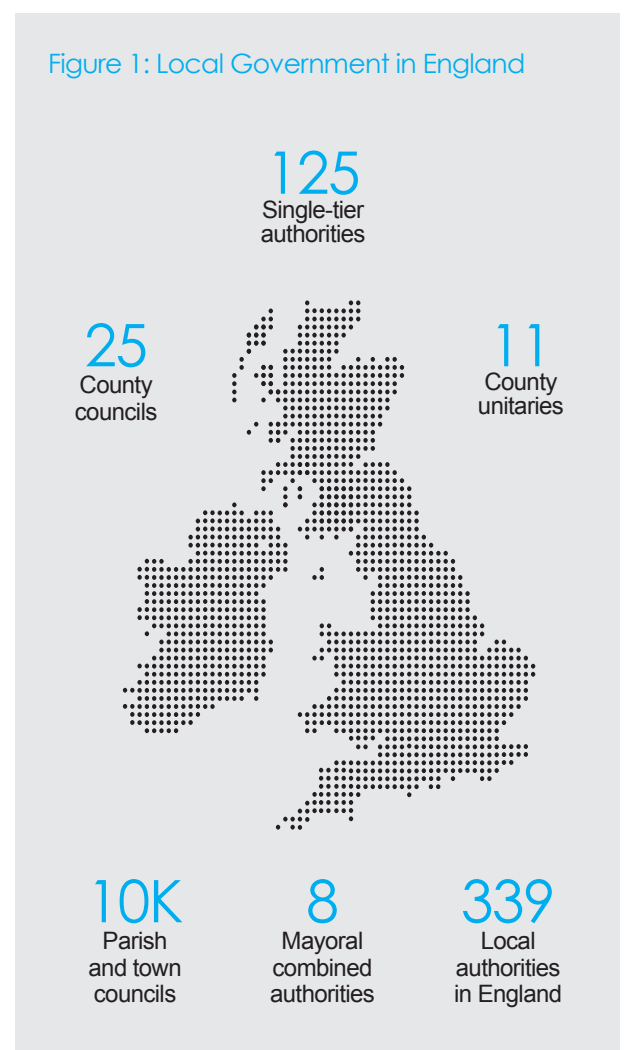 Figure 1: Local Government in England
125
Single-tier
authorities
25
County
councils
11
County
unitaries
10K
Parish
and town
councils
8
Mayoral
combined
authorities
339
Local
authorities
in England